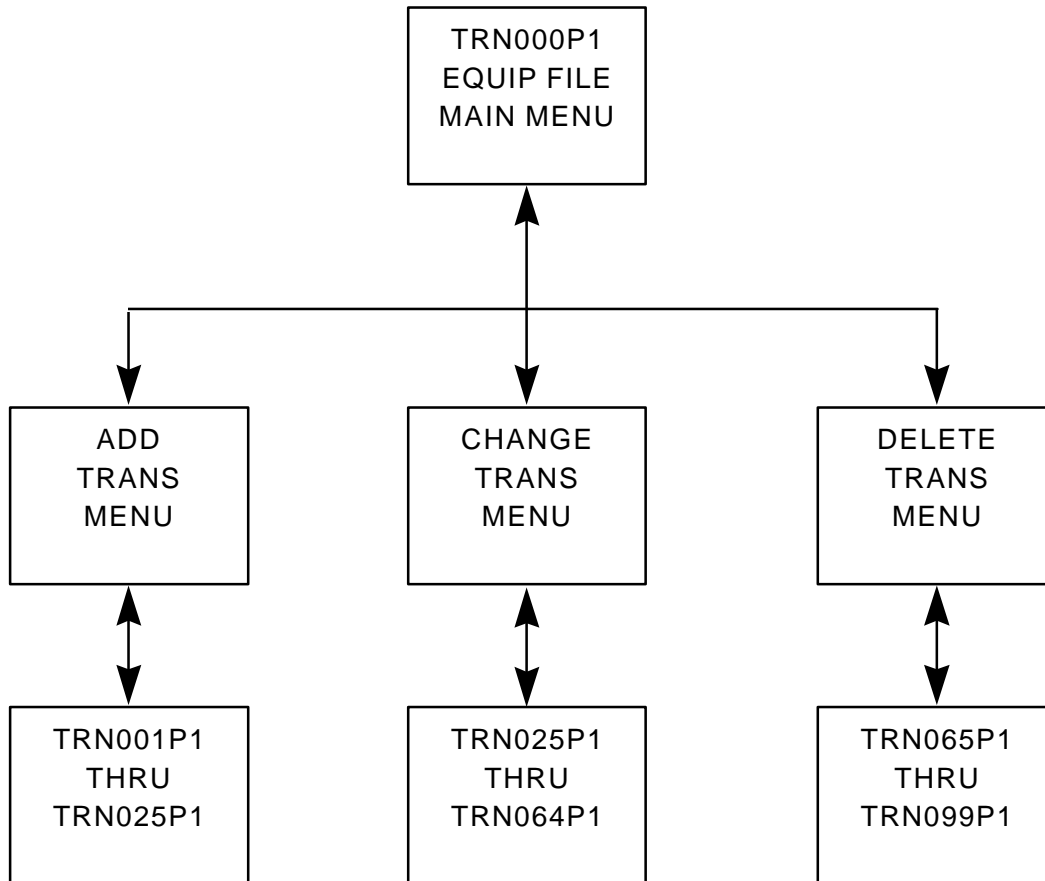 TRN000P1
EQUIP FILE
MAIN MENU
ADD
TRANS
MENU
CHANGE
TRANS
MENU
DELETE
TRANS
MENU
TRN001P1
THRU
TRN025P1
TRN025P1
THRU
TRN064P1
TRN065P1
THRU
TRN099P1